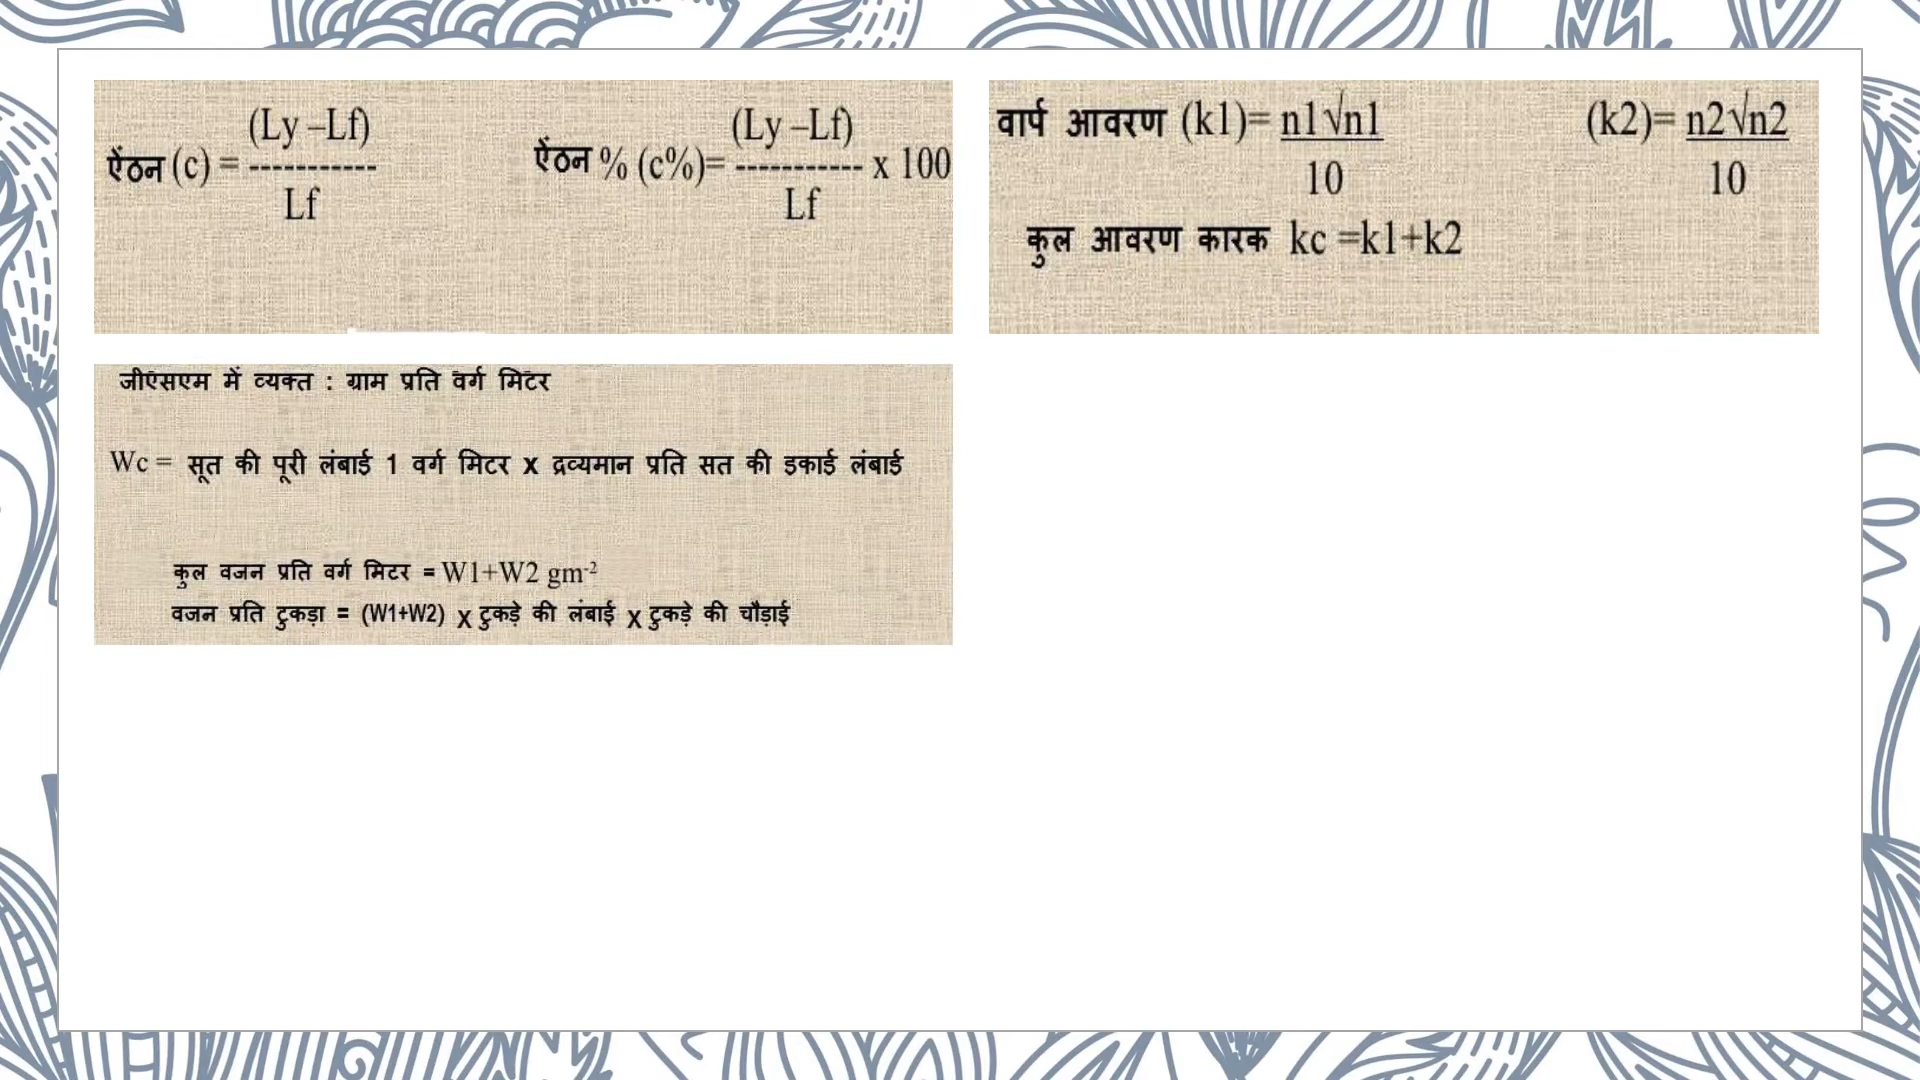 ऐंठन (c) = (Ly –Lf) ----------- Lf
ऐंठन % (c%)= (Ly –Lf) ----------- Lf x 100
वार्प आवरण (k1)= n1√n1 10
(k2)= n2√n2 10
कुल आवरण कारक kc =k1+k2
जीऐसएम में व्यक्त : ग्राम प्रति वर्ग मिटर
Wc = सूत की पूरी लंबाई 1 वर्ग मिटर x द्रव्यमान प्रति सत की इकाई लंबाई
कुल वजन प्रति वर्ग मिटर = W1+W2 gm-2
वजन प्रति टुकड़ा = (W1+W2) x टुकड़े की लंबाई x टुकड़े की चौड़ाई